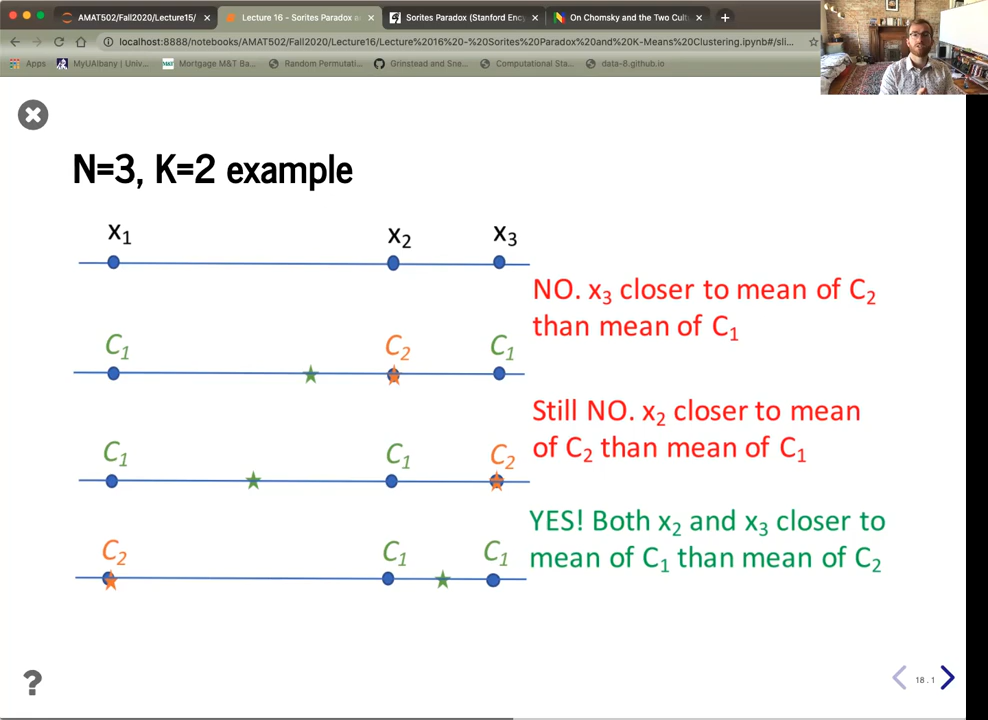 AMAT502/Fall2020/Lecture15/
Lecture 16 - Sorites Paradox an
Sorites Paradox (Stanford Ency
On Chomsky and the Two Cult
localhost:8888/notebooks/AMAT502/Fall2020/Lecture16/Lecture%2016%20-%20Sorites%20Paradox%20and%20K-Means%20Clustering.ipynb#/sli...
Apps
MyUAlbany | Univ...
Mortgage M&T Ba...
Random Permutati...
Grinstead and Sne...
Computational Sta...
data-8.github.io
N=3, K=2 example
x₁ x₂ x₃
NO. x₃ closer to mean of C₂
than mean of C₁
C₁ C₂ C₁
Still NO. x₂ closer to mean
of C₂ than mean of C₁
C₁ C₁ C₂
YES! Both x₂ and x₃ closer to
mean of C₁ than mean of C₂
C₂ C₁ C₁
?
18.1